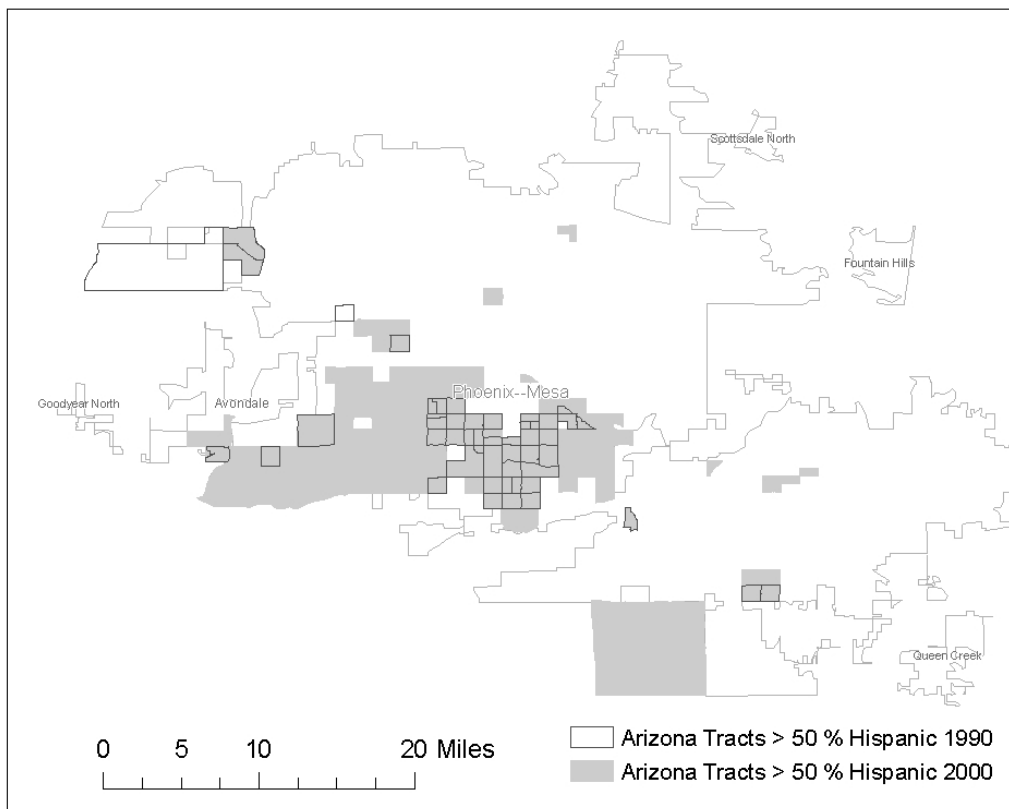 Scottsdale North
Fountain Hills
Phoenix--Mesa
Goodyear North
Avondale
Queen Creek
0 5 10 20 Miles
Arizona Tracts > 50 % Hispanic 1990
Arizona Tracts > 50 % Hispanic 2000